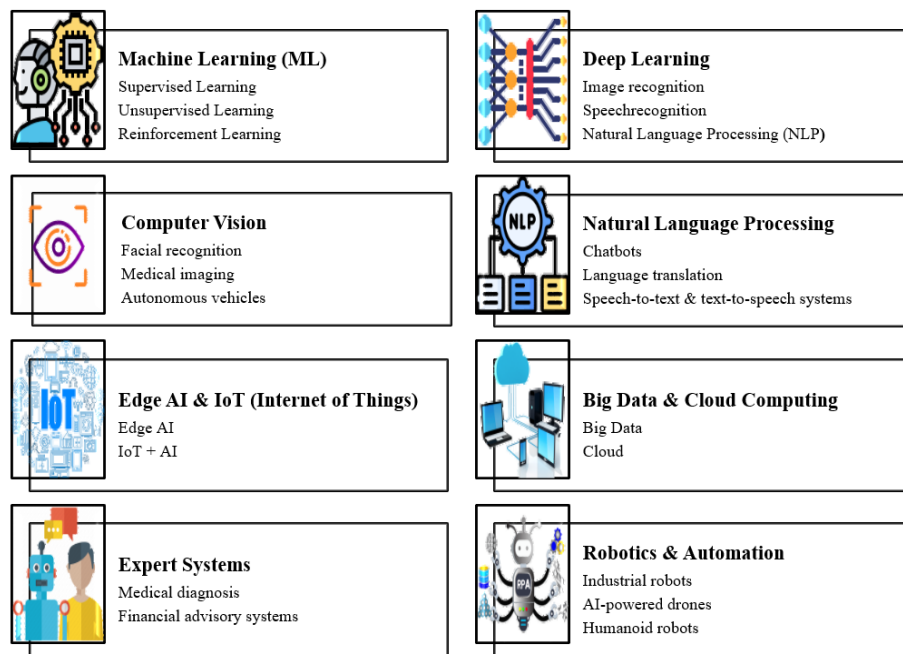 Machine Learning (ML)
Supervised Learning
Unsupervised Learning
Reinforcement Learning
Deep Learning
Image recognition
Speechrecognition
Natural Language Processing (NLP)
Computer Vision
Facial recognition
Medical imaging
Autonomous vehicles
NLP
Natural Language Processing
Chatbots
Language translation
Speech-to-text & text-to-speech systems
IoT
Edge AI & IoT (Internet of Things)
Edge AI
IoT + AI
Big Data & Cloud Computing
Big Data
Cloud
Expert Systems
Medical diagnosis
Financial advisory systems
RPA
Robotics & Automation
Industrial robots
AI-powered drones
Humanoid robots